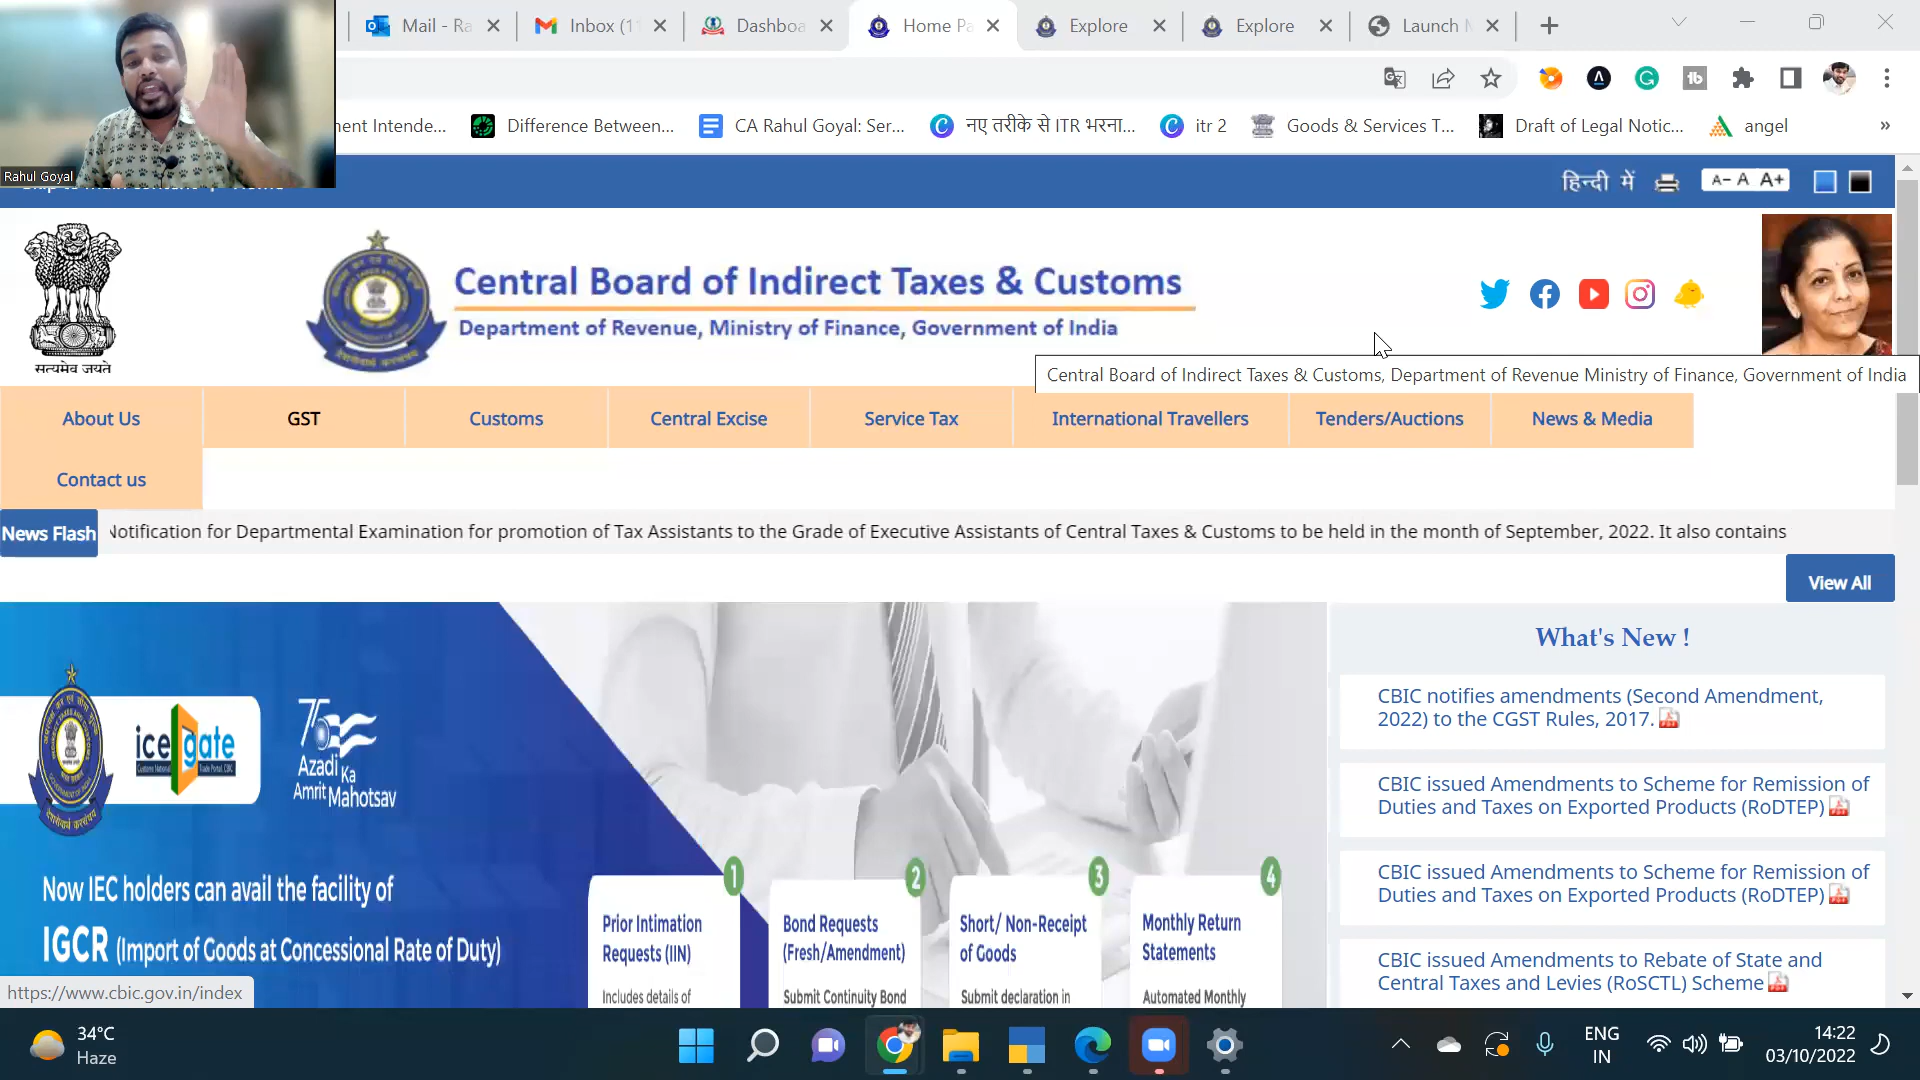 Mail - Ra
Inbox (1
Dashboa
Home Pa
Explore
Explore
Launch M
Intende...
Difference Between...
CA Rahul Goyal: Ser...
नए तरीके से ITR भरना...
itr 2
Goods & Services T...
Draft of Legal Notic...
angel
»
Rahul Goyal
हिन्दी में
A- A A+
सत्यमेव जयते
Central Board of Indirect Taxes & Customs
Department of Revenue, Ministry of Finance, Government of India
Central Board of Indirect Taxes & Customs, Department of Revenue Ministry of Finance, Government of India
About Us
GST
Customs
Central Excise
Service Tax
International Travellers
Tenders/Auctions
News & Media
Contact us
News Flash
Notification for Departmental Examination for promotion of Tax Assistants to the Grade of Executive Assistants of Central Taxes & Customs to be held in the month of September, 2022. It also contains
View All
ice gate
75
Azadi
Ka
Amrit Mahotsav
Now IEC holders can avail the facility of
IGCR (Import of Goods at Concessional Rate of Duty)
1
Prior Intimation
Requests (IIN)
Includes details of
2
Bond Requests
(Fresh/Amendment)
Submit Continuity Bond
3
Short/ Non-Receipt
of Goods
Submit declaration in
4
Monthly Return
Statements
Automated Monthly
What's New !
CBIC notifies amendments (Second Amendment,
2022) to the CGST Rules, 2017.
CBIC issued Amendments to Scheme for Remission of
Duties and Taxes on Exported Products (RoDTEP)
CBIC issued Amendments to Scheme for Remission of
Duties and Taxes on Exported Products (RoDTEP)
CBIC issued Amendments to Rebate of State and
Central Taxes and Levies (RoSCTL) Scheme
https://www.cbic.gov.in/index
34°C
Haze
ENG
IN
14:22
03/10/2022